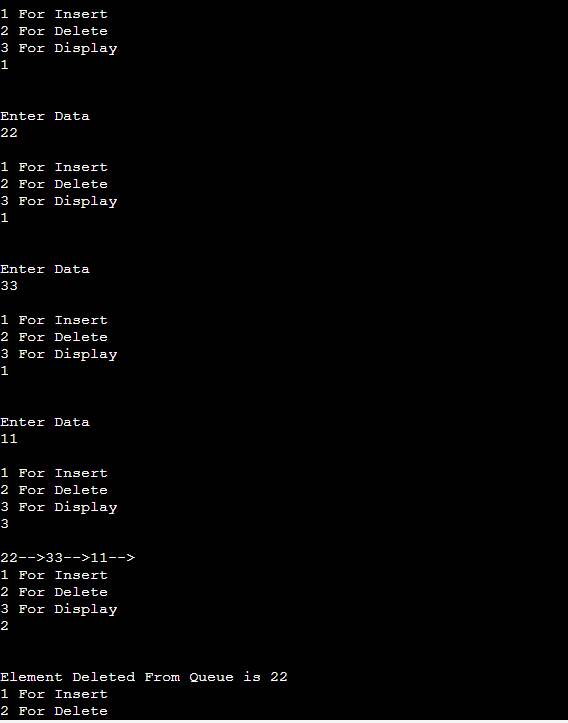 1 For Insert
2 For Delete
3 For Display
1
Enter Data
22
1 For Insert
2 For Delete
3 For Display
1
Enter Data
33
1 For Insert
2 For Delete
3 For Display
1
Enter Data
11
1 For Insert
2 For Delete
3 For Display
3
22-->33-->11-->
1 For Insert
2 For Delete
3 For Display
2
Element Deleted From Queue is 22
1 For Insert
2 For Delete